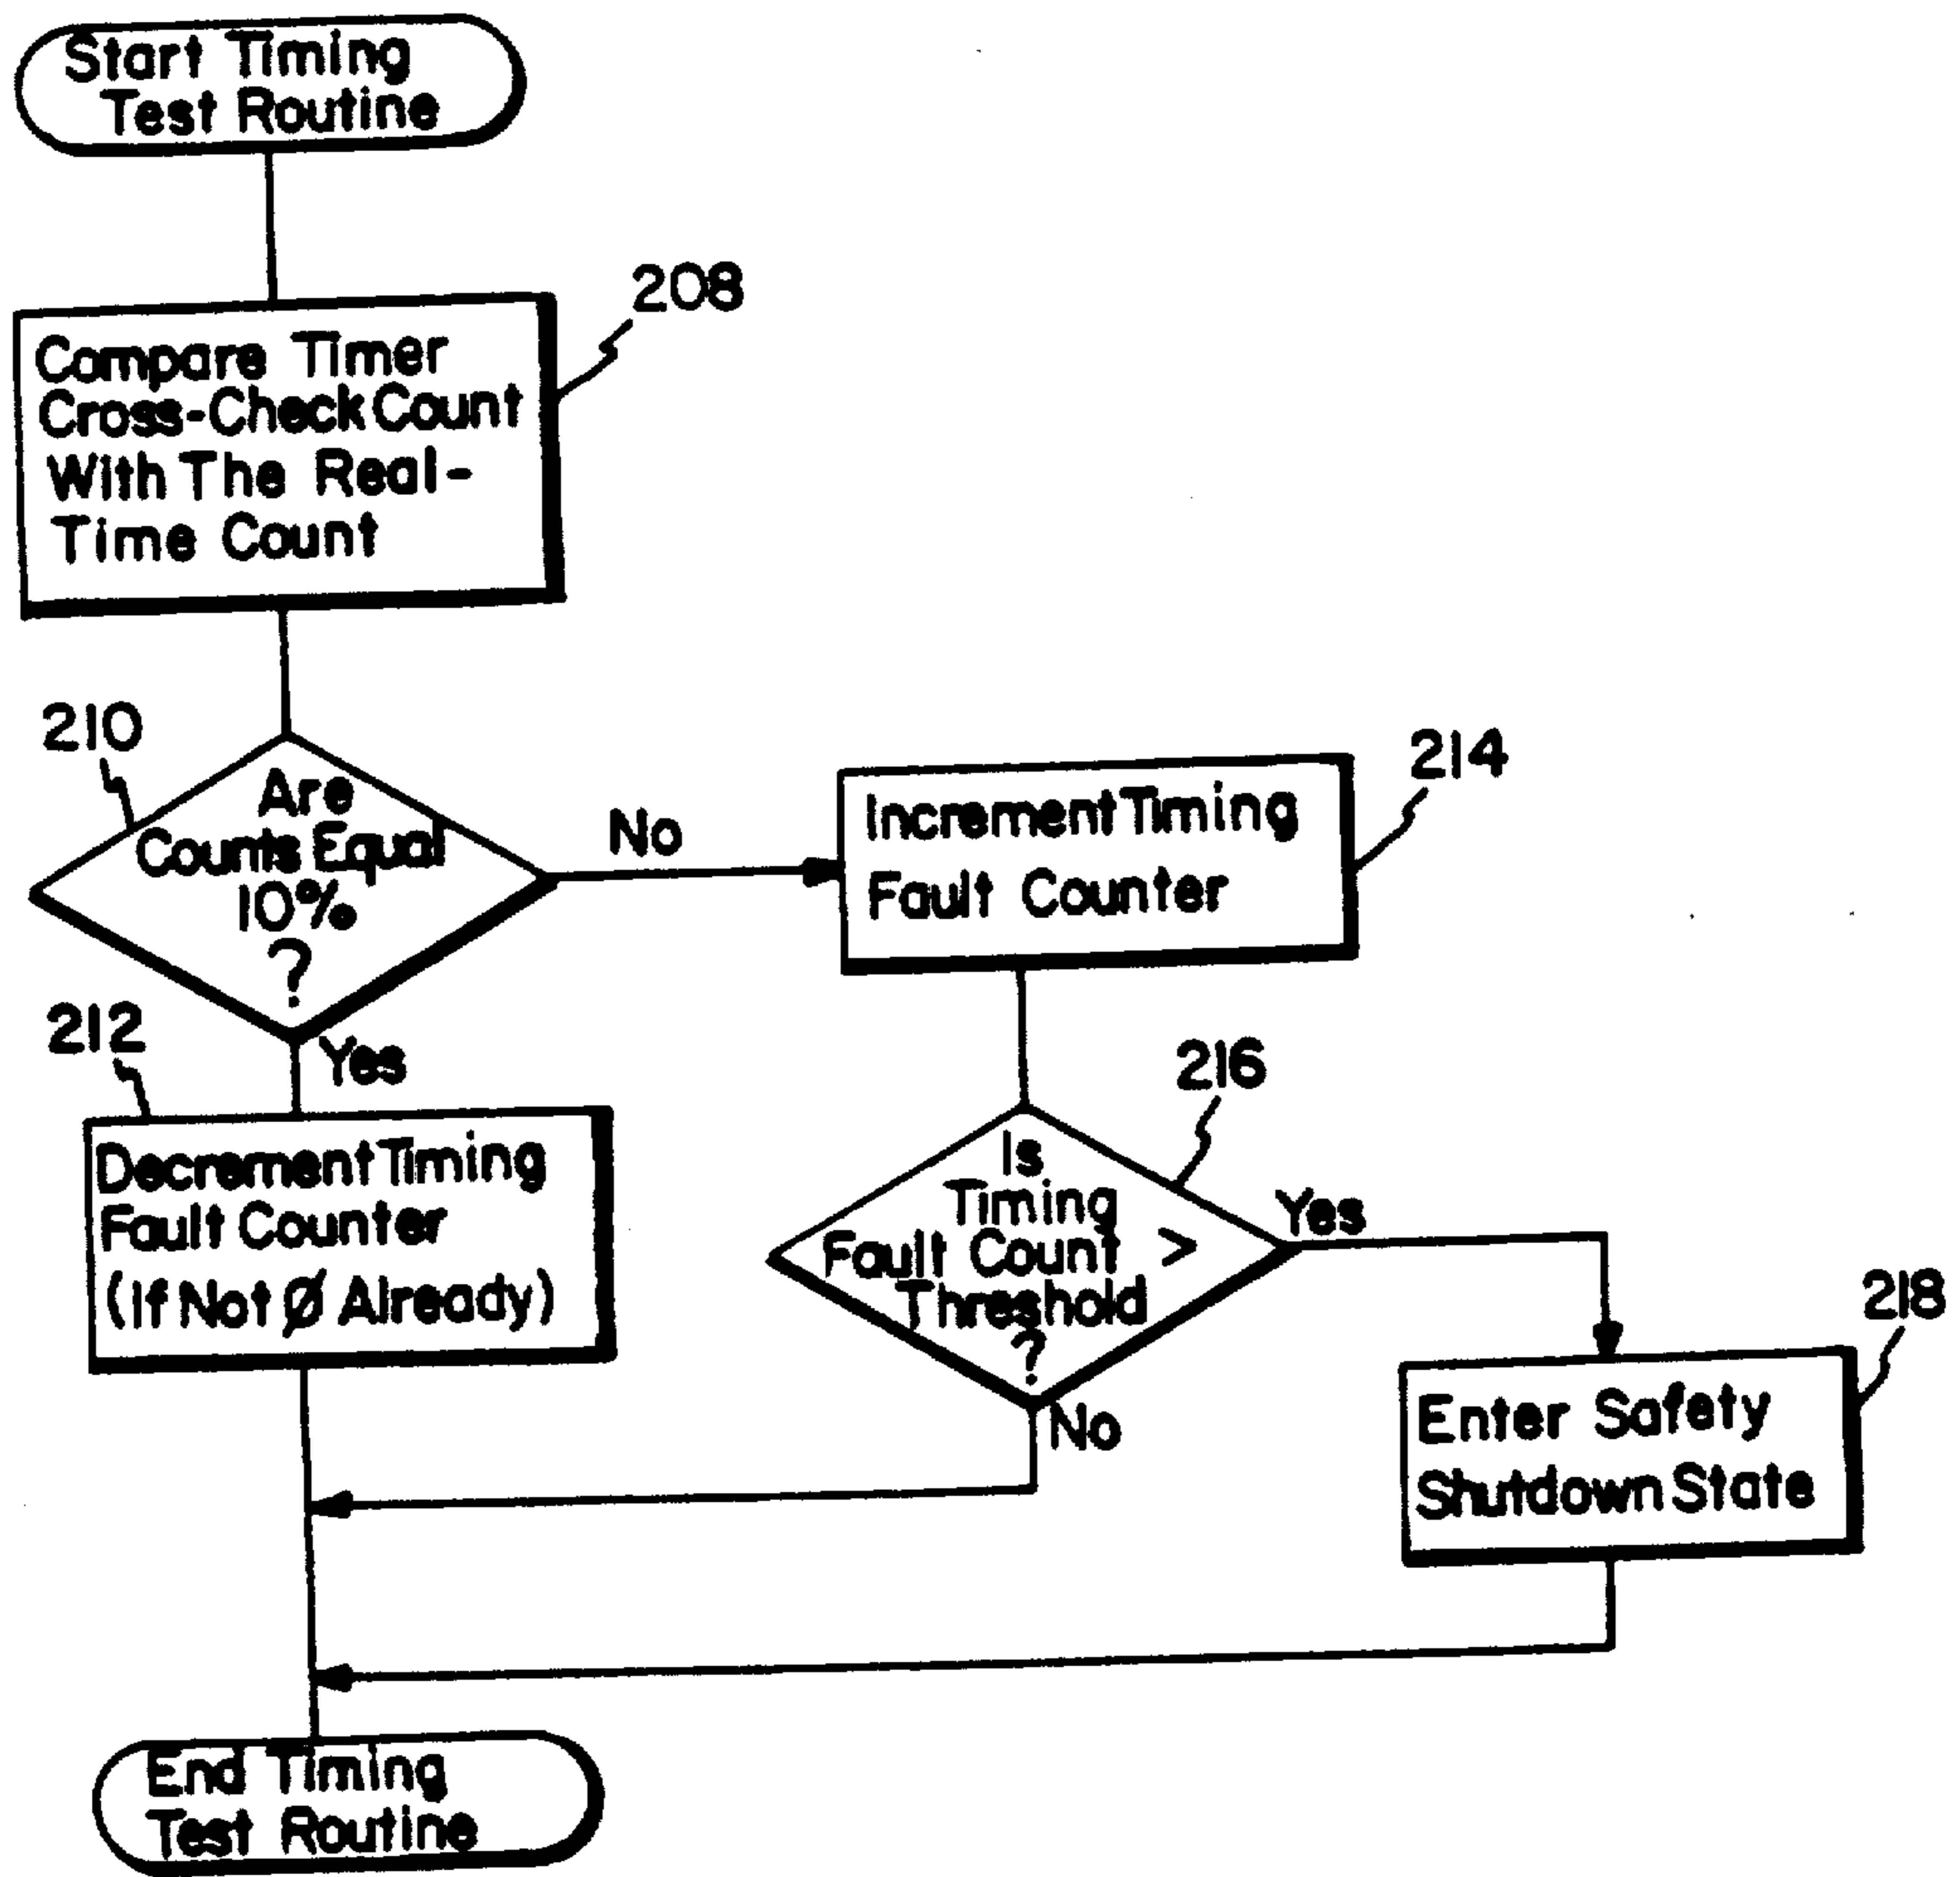 Start Timing
Test Routine
208
Compare Timer
Cross-Check Count
With The Real-
Time Count
210
Are
Counts Equal
10%
?
No
214
Increment Timing
Fault Counter
212
Yes
Decrement Timing
Fault Counter
(If Not Ø Already)
216
Is
Timing
Fault Count >
Threshold
?
Yes
No
218
Enter Safety
Shutdown State
End Timing
Test Routine